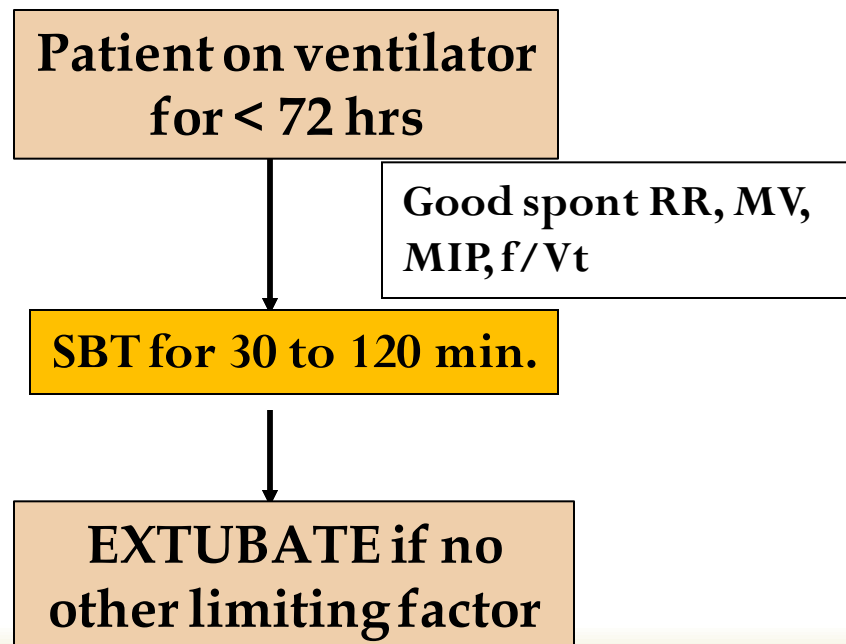 Patient on ventilator
for < 72 hrs
Good spont RR, MV,
MIP, f/Vt
SBT for 30 to 120 min.
EXTUBATE if no
other limiting factor